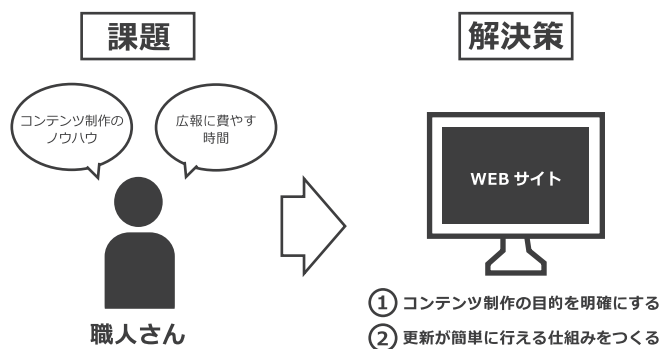 課題
コンテンツ制作の
ノウハウ
広報に費やす
時間
職人さん
解決策
WEBサイト
① コンテンツ制作の目的を明確にする
② 更新が簡単に行える仕組みをつくる